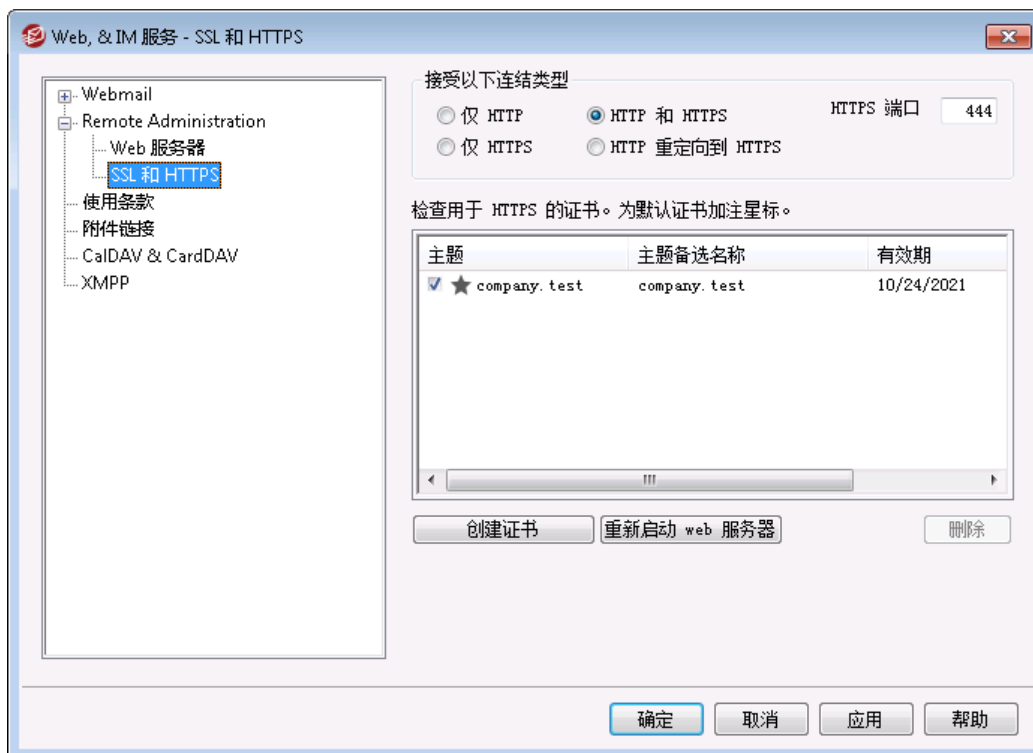 Web, & IM 服务 - SSL 和 HTTPS
Webmail
Remote Administration
Web 服务器
SSL 和 HTTPS
使用条款
附件链接
CalDAV & CardDAV
XMPP
接受以下连结类型
仅 HTTP
HTTP 和 HTTPS
HTTPS 端口
444
仅 HTTPS
HTTP 重定向到 HTTPS
检查用于 HTTPS 的证书。为默认证书加注星标。
主题 主题备选名称 有效期
company.test company.test 10/24/2021
创建证书
重新启动 web 服务器
删除
确定
取消
应用
帮助